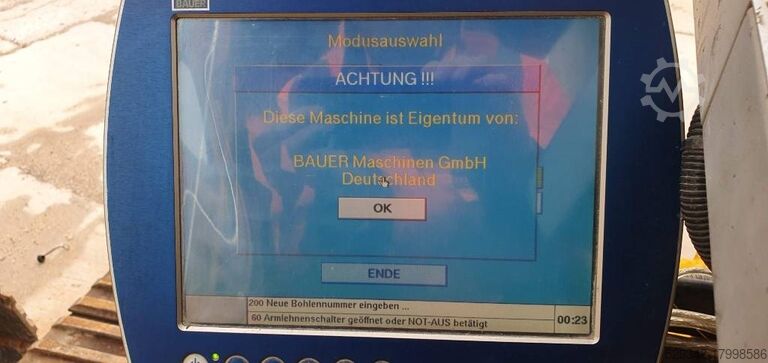 BAUER
Modusauswahl
ACHTUNG !!!
Diese Maschine ist Eigentum von:
BAUER Maschinen GmbH
Deutschland
OK
ENDE
200 Neue Bohlennummer eingeben ...
60 Armlehnenschalter geöffnet oder NOT-AUS betätigt
00:23